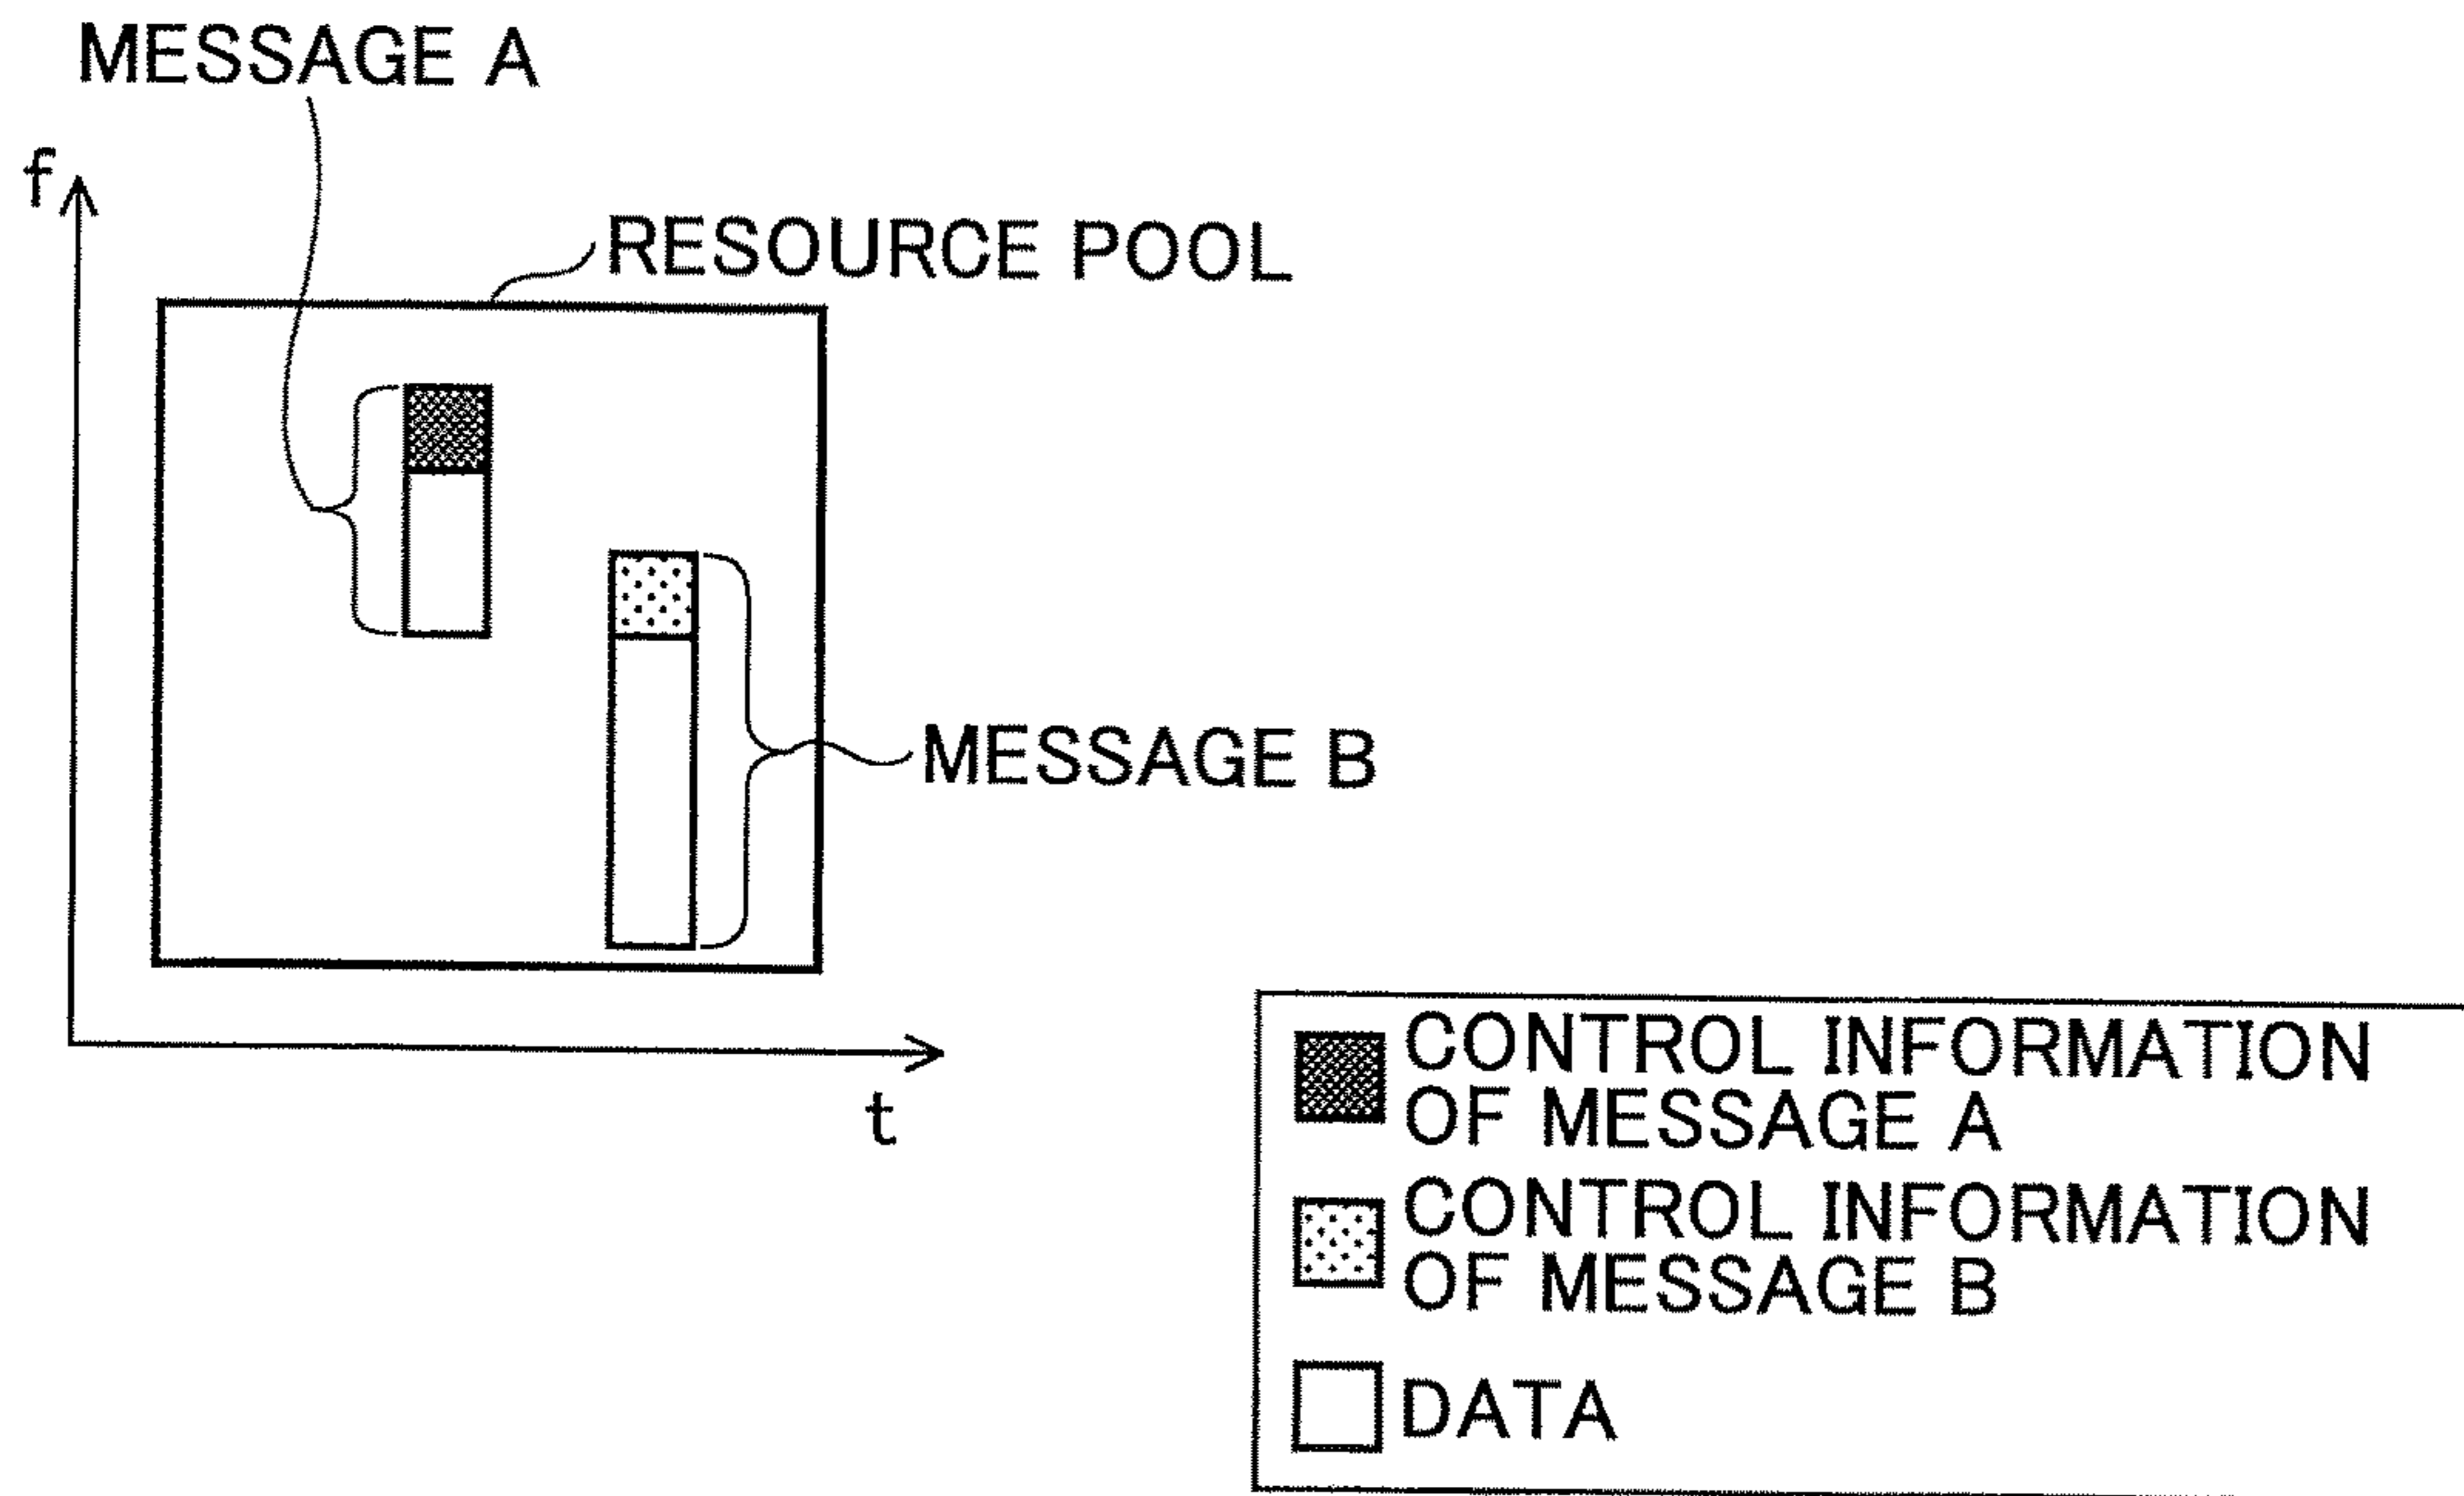 MESSAGE A
f
RESOURCE POOL
MESSAGE B
t
CONTROL INFORMATION
OF MESSAGE A
CONTROL INFORMATION
OF MESSAGE B
DATA